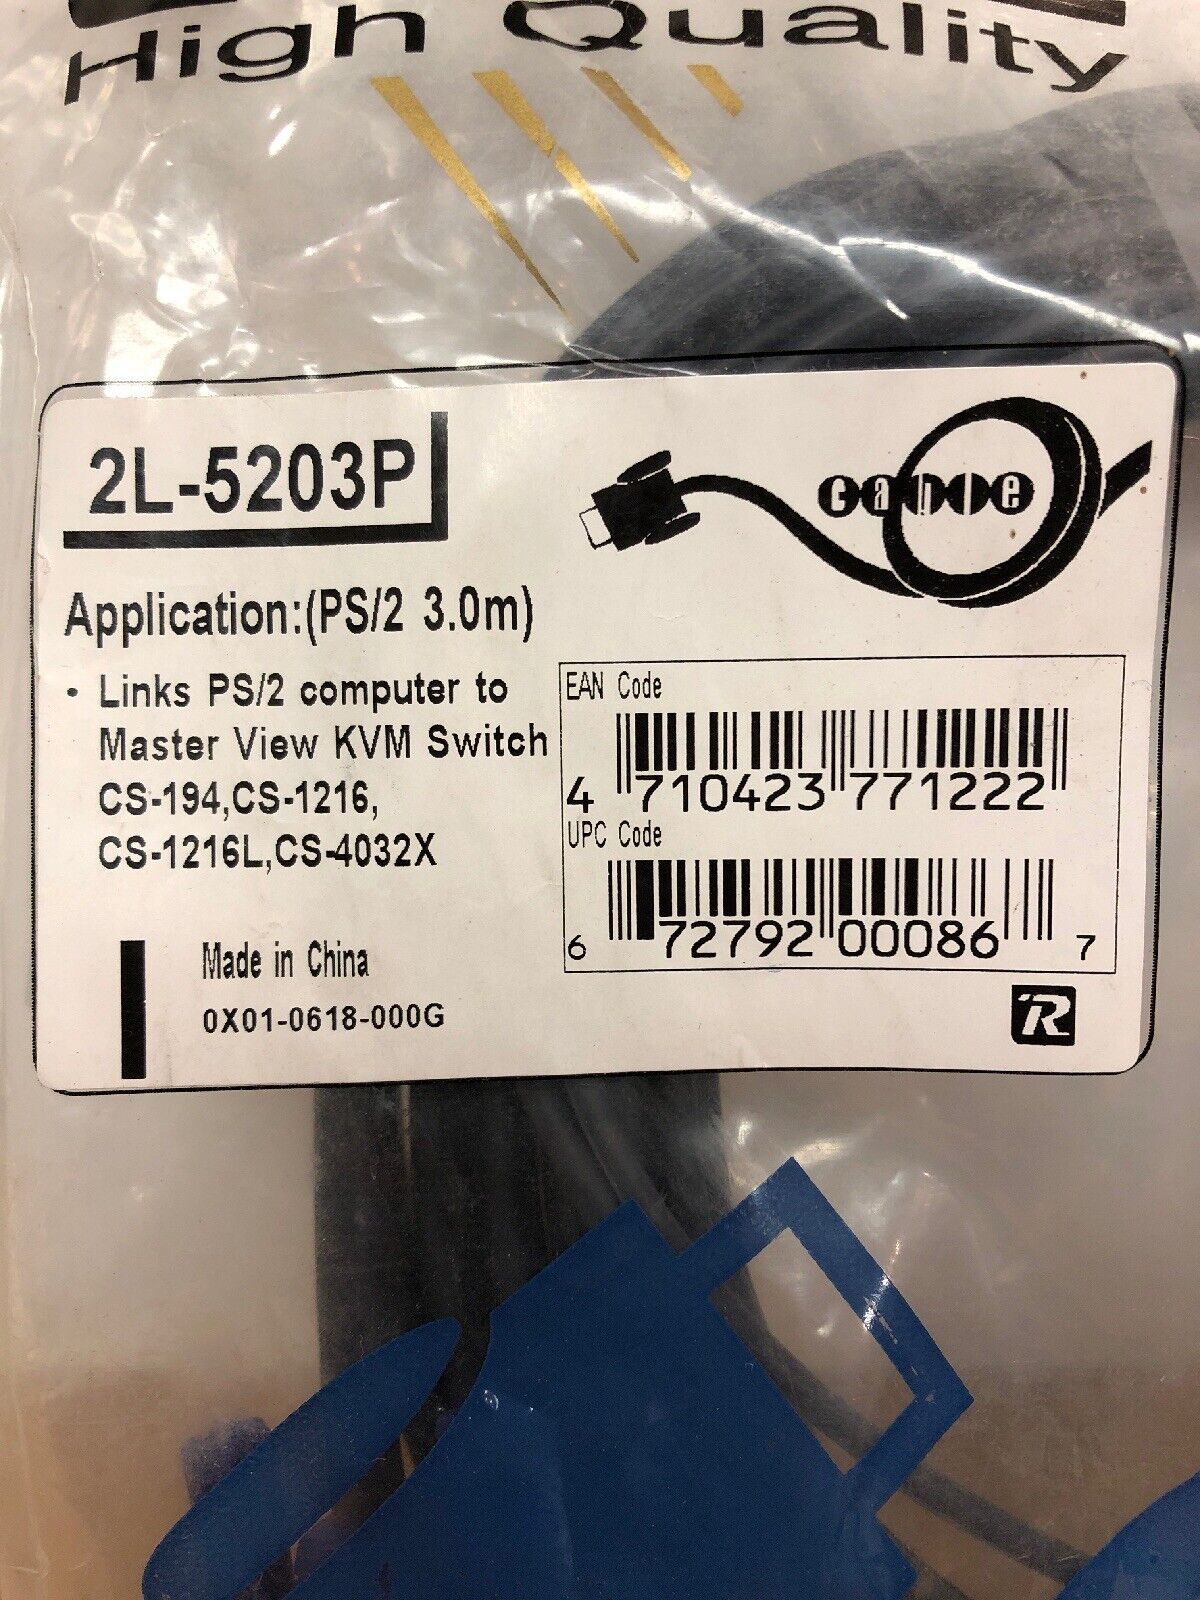 High Quality
2L-5203P
cable
Application:(PS/2 3.0m)
• Links PS/2 computer to
Master View KVM Switch
CS-194,CS-1216,
CS-1216L,CS-4032X
EAN Code
4 710423 771222
UPC Code
6 72792 00086 7
Made in China
0X01-0618-000G
R